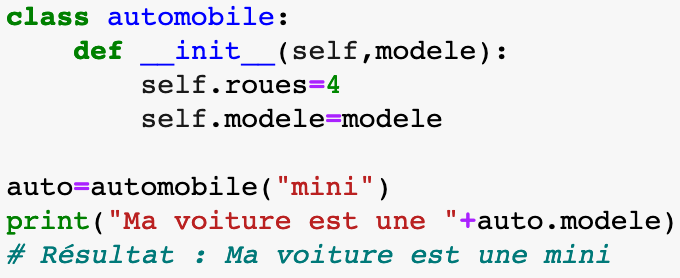 class automobile:
    def __init__(self,modele):
        self.roues=4
        self.modele=modele

auto=automobile("mini")
print("Ma voiture est une "+auto.modele)
# Résultat : Ma voiture est une mini